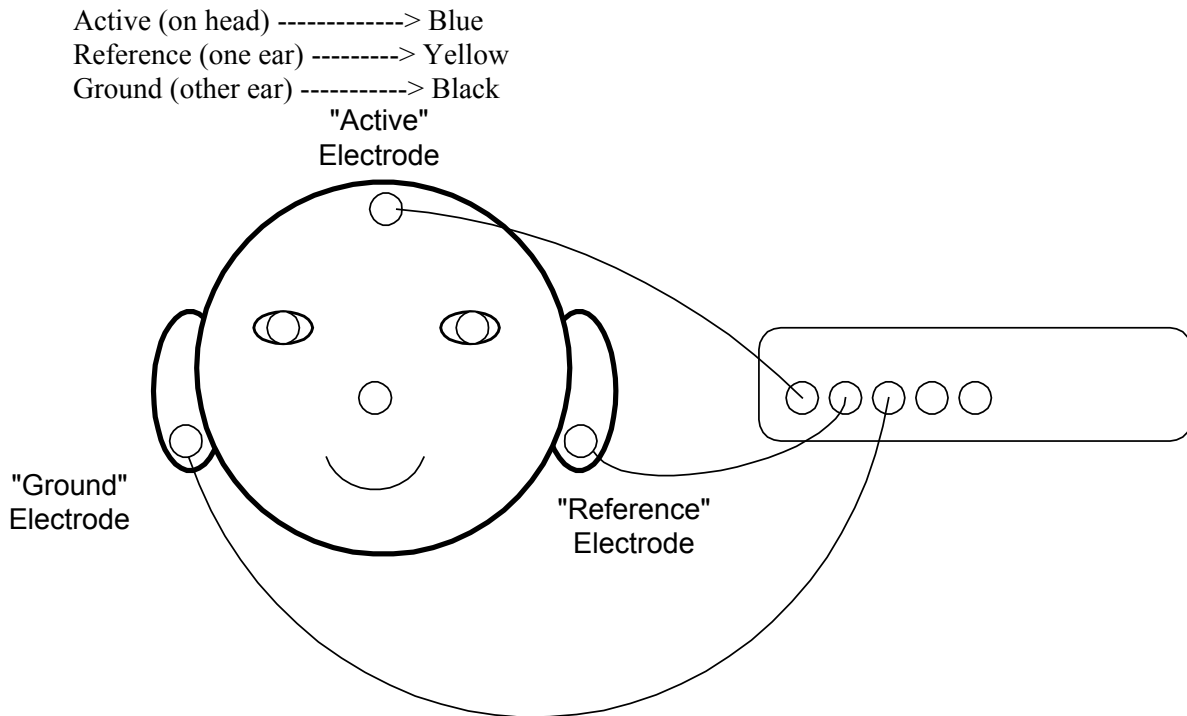 Active (on head) -------------> Blue
Reference (one ear) ---------> Yellow
Ground (other ear) -----------> Black
"Active"
Electrode
"Ground"
Electrode
"Reference"
Electrode